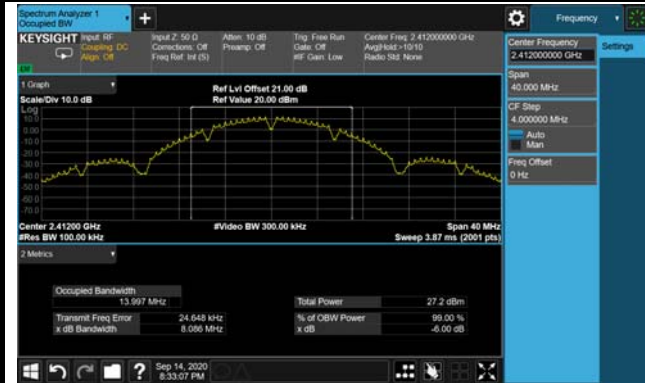 Spectrum Analyzer 1
Occupied BW
+
Frequency
KEYSIGHT
Input: RF
Coupling: DC
Align: Off
Input Z: 50 Ω
Corrections: Off
Freq Ref: Int (S)
Atten: 10 dB
Preamp: Off
Trig: Free Run
Gate: Off
#IF Gain: Low
Center Freq: 2.412000000 GHz
Avg|Hold:>10/10
Radio Std: None
Center Frequency
2.412000000 GHz
Settings
Span
40.000 MHz
CF Step
4.000000 MHz
Auto
Man
Freq Offset
0 Hz
1 Graph
Scale/Div 10.0 dB
Ref Lvl Offset 21.00 dB
Ref Value 20.00 dBm
Log
10.0
0.00
-10.0
-20.0
-30.0
-40.0
-50.0
-60.0
-70.0
Center 2.41200 GHz
#Res BW 100.00 kHz
#Video BW 300.00 kHz
Span 40 MHz
Sweep 3.87 ms (2001 pts)
2 Metrics
Occupied Bandwidth
13.997 MHz
Total Power 27.2 dBm
Transmit Freq Error 24.648 kHz
% of OBW Power 99.00 %
x dB Bandwidth 8.086 MHz
x dB -6.00 dB
?
Sep 14, 2020
8:33:07 PM